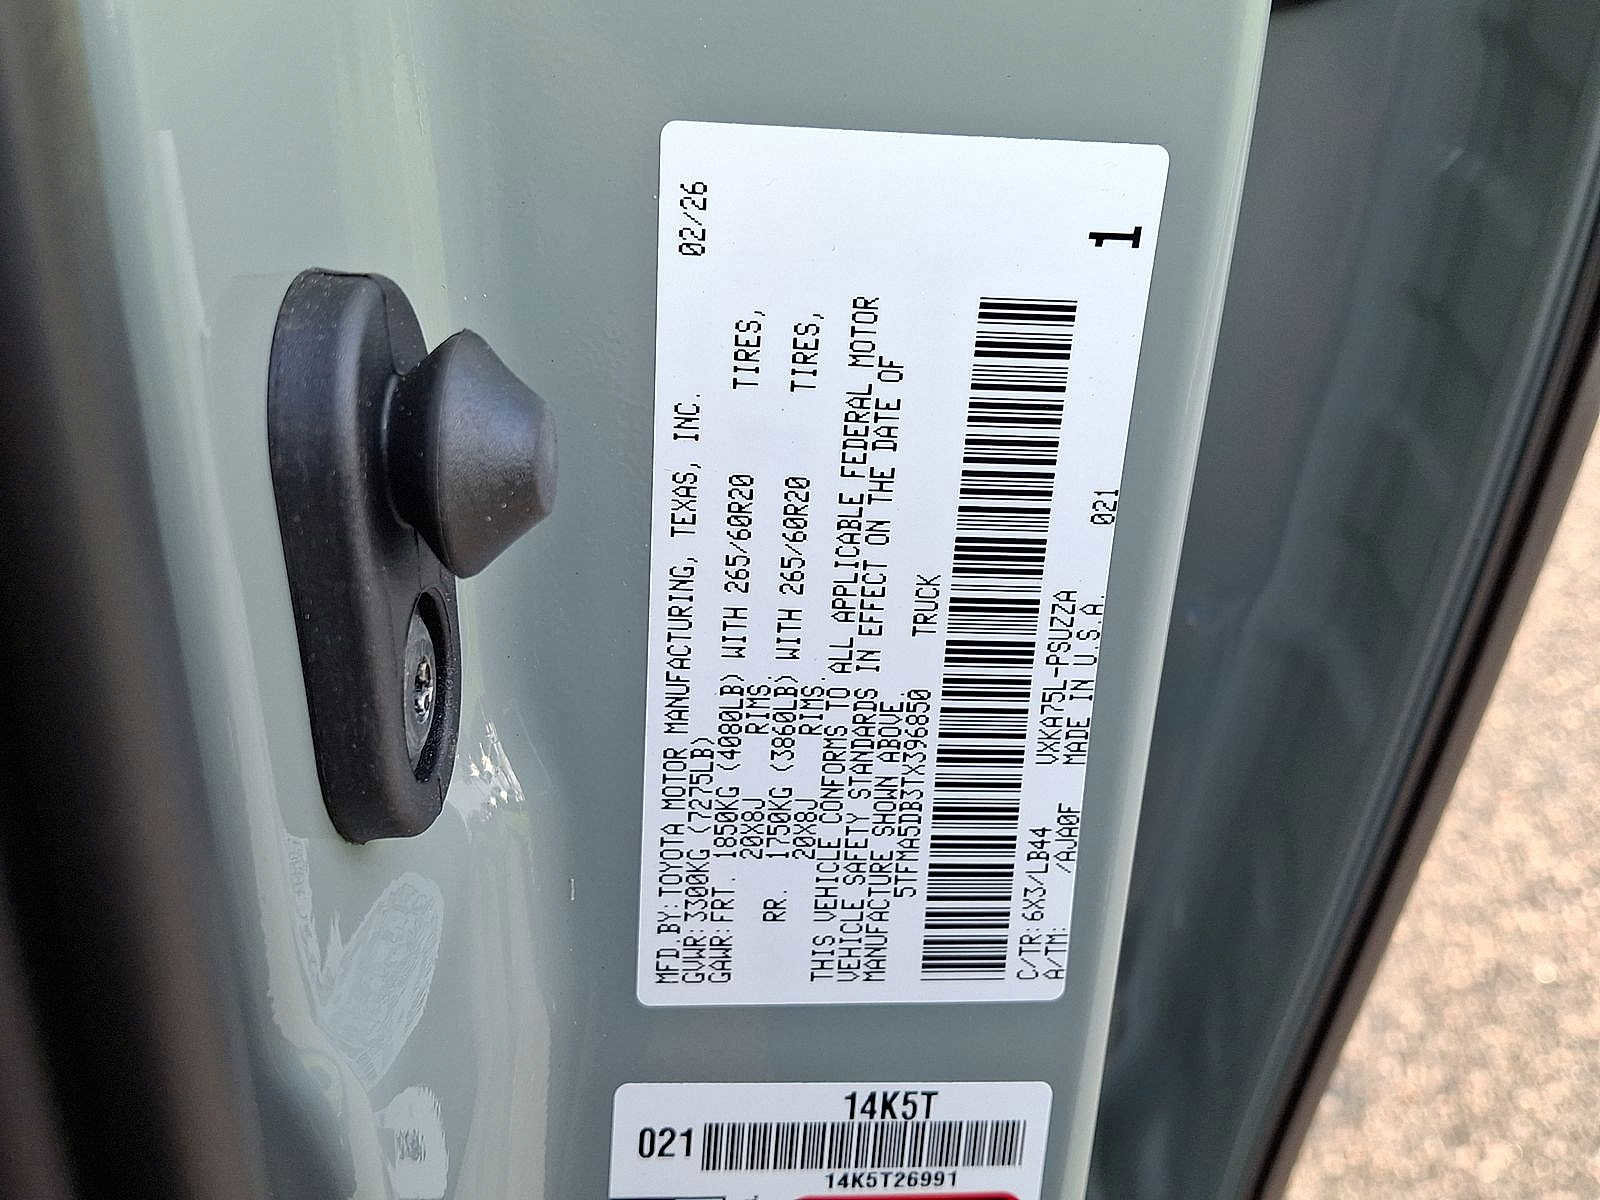 02/26
MFD.BY:TOYOTA MOTOR MANUFACTURING, TEXAS, INC.
GVWR:3300KG (7275LB)
GAWR:FRT. 1850KG (4080LB) WITH 265/60R20 TIRES,
20X8J RIMS.
RR. 1750KG (3860LB) WITH 265/60R20 TIRES,
20X8J RIMS.
THIS VEHICLE CONFORMS TO ALL APPLICABLE FEDERAL MOTOR
VEHICLE SAFETY STANDARDS IN EFFECT ON THE DATE OF
MANUFACTURE SHOWN ABOVE.
5TFMA5DB3TX396850 TRUCK
C/TR:6X3/LB44 VXKA75L-PSUZZA
A/TM: /AJA0F MADE IN U.S.A. 021
1
14K5T
021
14K5T26991